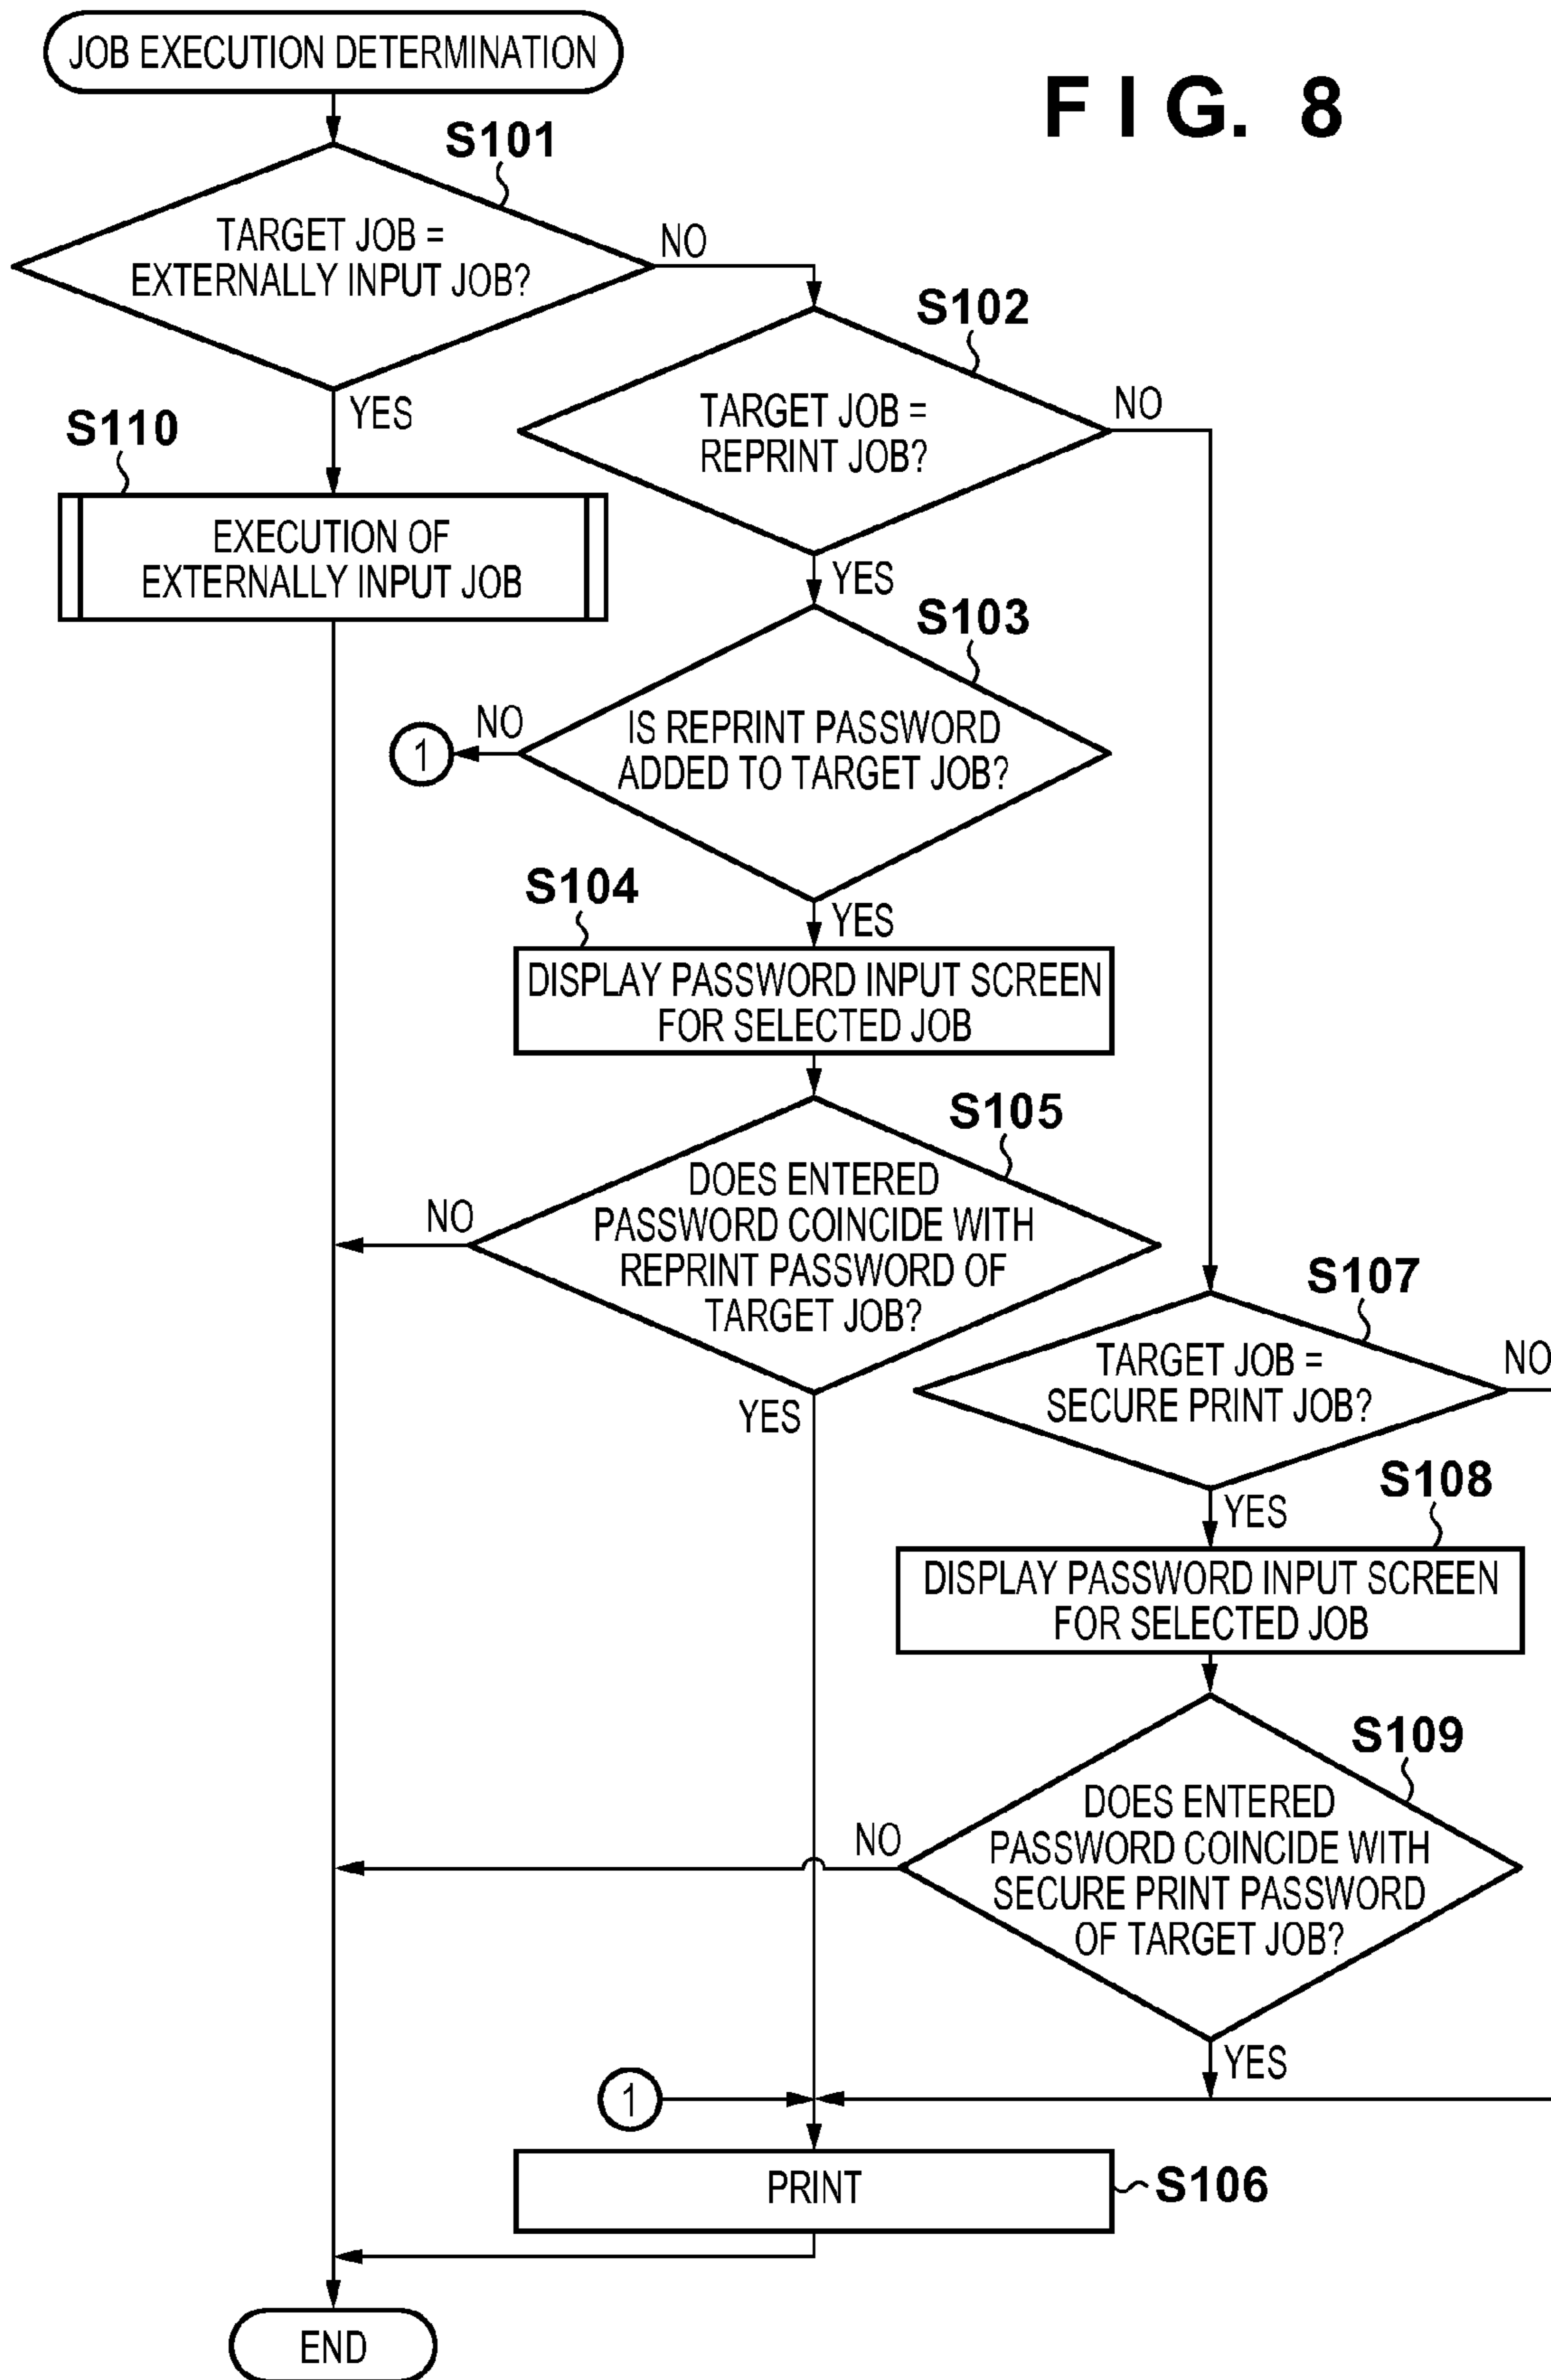 JOB EXECUTION DETERMINATION
FIG. 8
S101
TARGET JOB =
EXTERNALLY INPUT JOB?
NO
YES
S102
TARGET JOB =
REPRINT JOB?
NO
YES
S110
EXECUTION OF
EXTERNALLY INPUT JOB
S103
IS REPRINT PASSWORD
ADDED TO TARGET JOB?
NO
1
YES
S104
DISPLAY PASSWORD INPUT SCREEN
FOR SELECTED JOB
S105
DOES ENTERED
PASSWORD COINCIDE WITH
REPRINT PASSWORD OF
TARGET JOB?
NO
YES
S107
TARGET JOB =
SECURE PRINT JOB?
NO
YES
S108
DISPLAY PASSWORD INPUT SCREEN
FOR SELECTED JOB
S109
DOES ENTERED
PASSWORD COINCIDE WITH
SECURE PRINT PASSWORD
OF TARGET JOB?
NO
YES
1
PRINT
S106
END